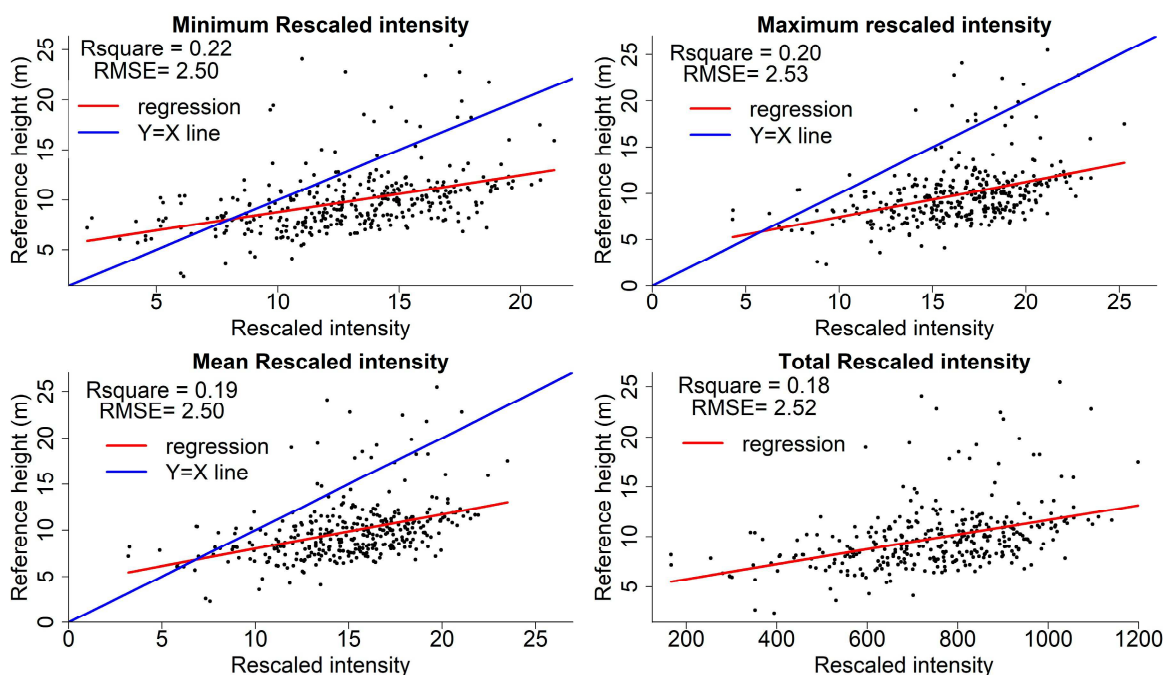 Minimum Rescaled intensity
Rsquare = 0.22
RMSE= 2.50
regression
Y=X line
Reference height (m)
5
10
15
20
25
5
10
15
20
Rescaled intensity
Maximum rescaled intensity
Rsquare = 0.20
RMSE= 2.53
regression
Y=X line
Reference height (m)
0
5
10
15
20
25
0
5
10
15
20
25
Rescaled intensity
Mean Rescaled intensity
Rsquare = 0.19
RMSE= 2.50
regression
Y=X line
Reference height (m)
0
5
10
15
20
25
0
5
10
15
20
25
Rescaled intensity
Total Rescaled intensity
Rsquare = 0.18
RMSE= 2.52
regression
Reference height (m)
5
10
15
20
25
200
400
600
800
1000
1200
Rescaled intensity